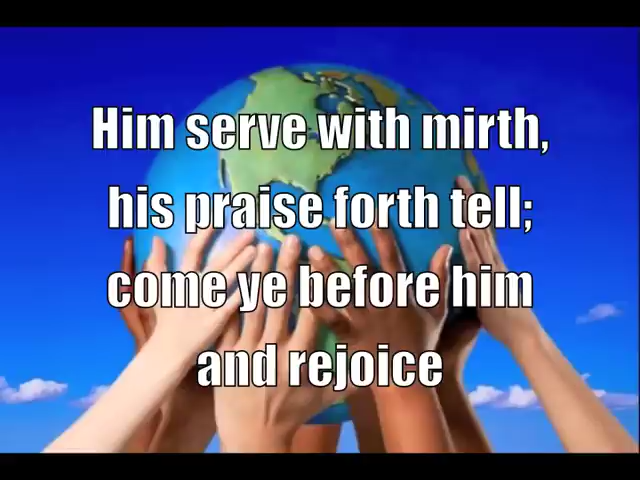 Him serve with mirth,
his praise forth tell;
come ye before him
and rejoice